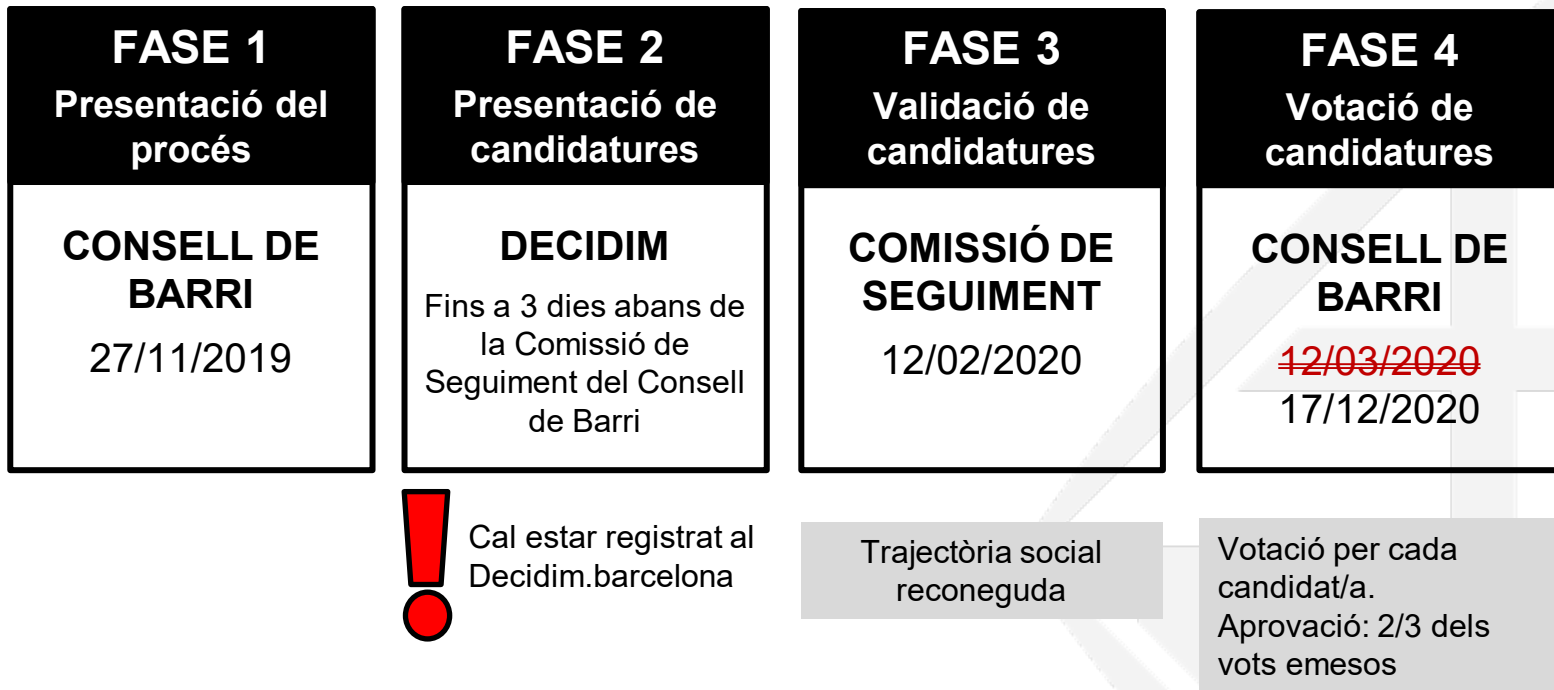 FASE 1
Presentació del
procés
CONSELL DE
BARRI
27/11/2019
FASE 2
Presentació de
candidatures
DECIDIM
Fins a 3 dies abans de
la Comissió de
Seguiment del Consell
de Barri
Cal estar registrat al
Decidim.barcelona
FASE 3
Validació de
candidatures
COMISSIÓ DE
SEGUIMENT
12/02/2020
Trajectòria social
reconeguda
FASE 4
Votació de
candidatures
CONSELL DE
BARRI
12/03/2020
17/12/2020
Votació per cada
candidat/a.
Aprovació: 2/3 dels
vots emesos